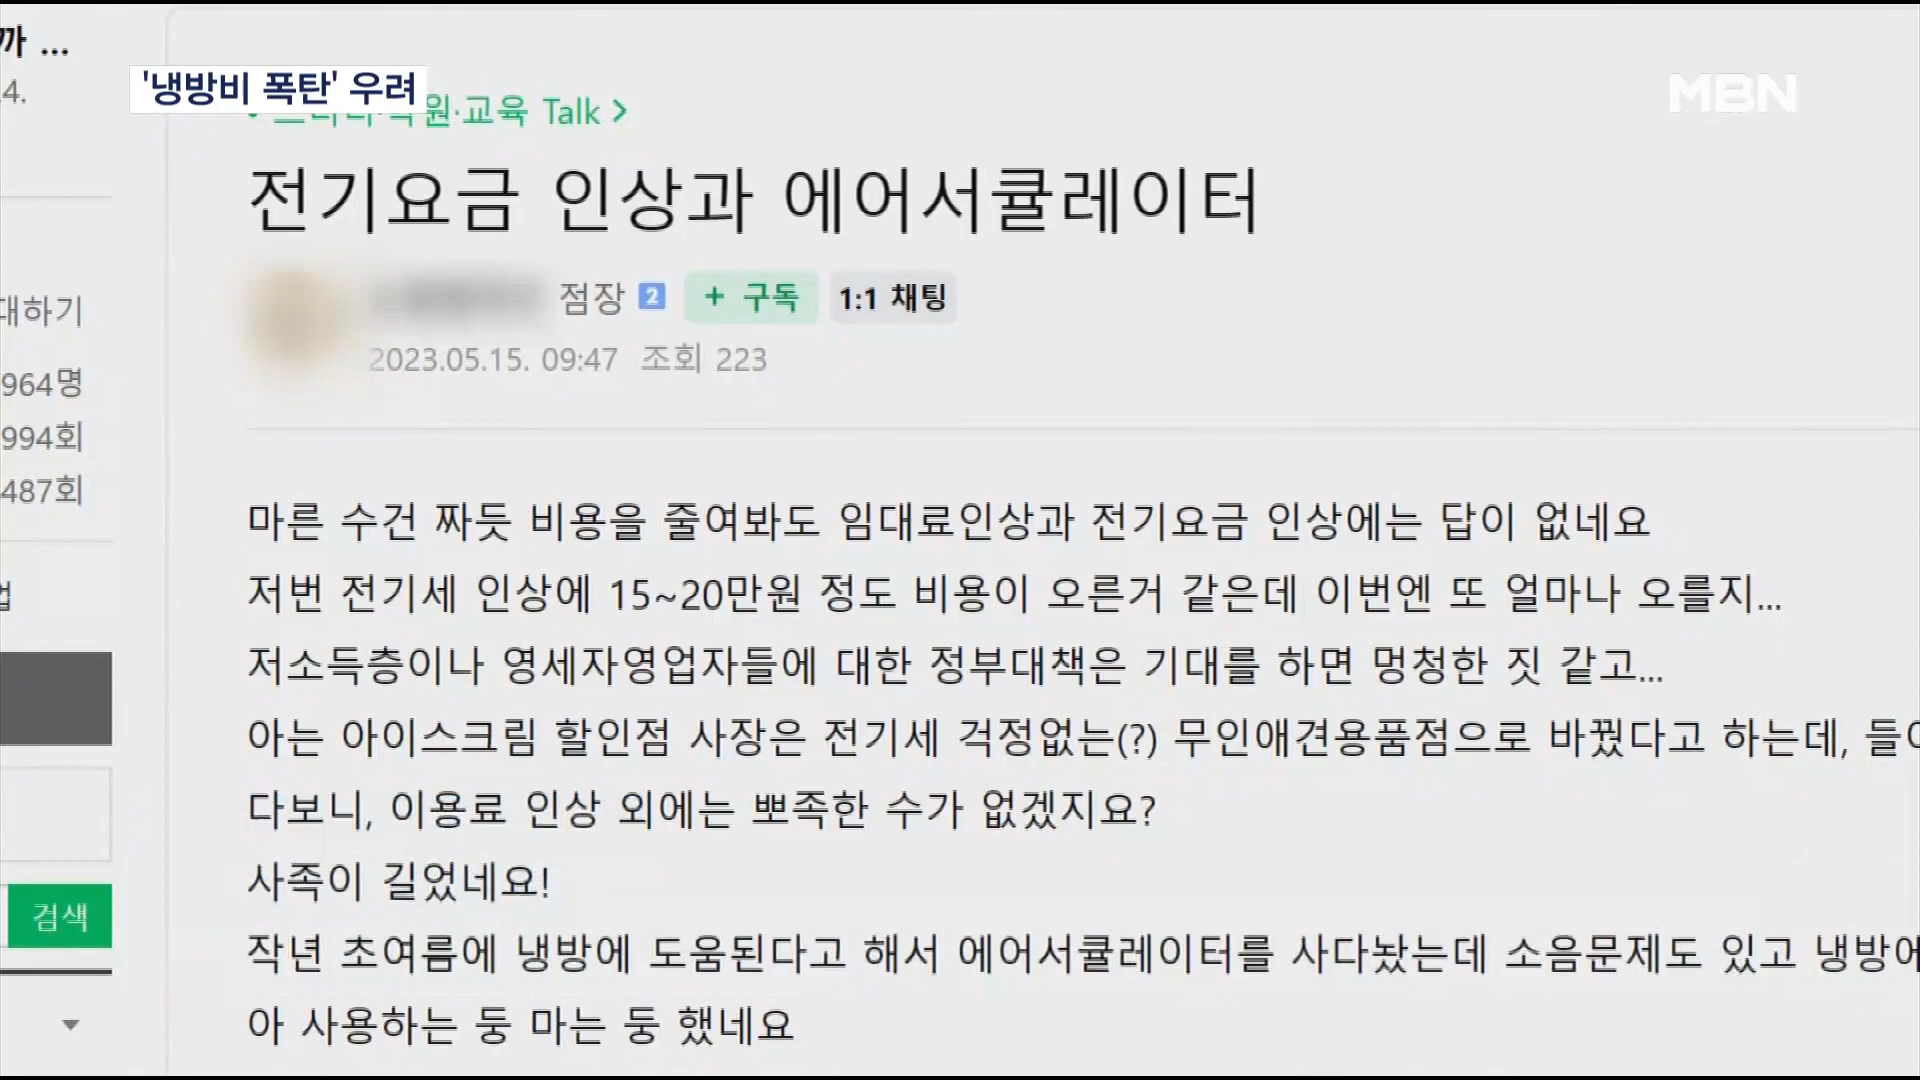 까 ...
4.
'냉방비 폭탄' 우려
MBN
교육 Talk >
전기요금 인상과 에어서큘레이터
점장 2 + 구독 1:1 채팅
2023.05.15. 09:47 조회 223
대하기
964명
994회
487회
마른 수건 짜듯 비용을 줄여봐도 임대료인상과 전기요금 인상에는 답이 없네요
저번 전기세 인상에 15~20만원 정도 비용이 오른거 같은데 이번엔 또 얼마나 오를지...
저소득층이나 영세자영업자들에 대한 정부대책은 기대를 하면 멍청한 짓 같고...
아는 아이스크림 할인점 사장은 전기세 걱정없는(?) 무인애견용품점으로 바꿨다고 하는데,
다보니, 이용료 인상 외에는 뾰족한 수가 없겠지요?
사족이 길었네요!
검색
작년 초여름에 냉방에 도움된다고 해서 에어서큘레이터를 사다놨는데 소음문제도 있고 냉방에
아 사용하는 둥 마는 둥 했네요